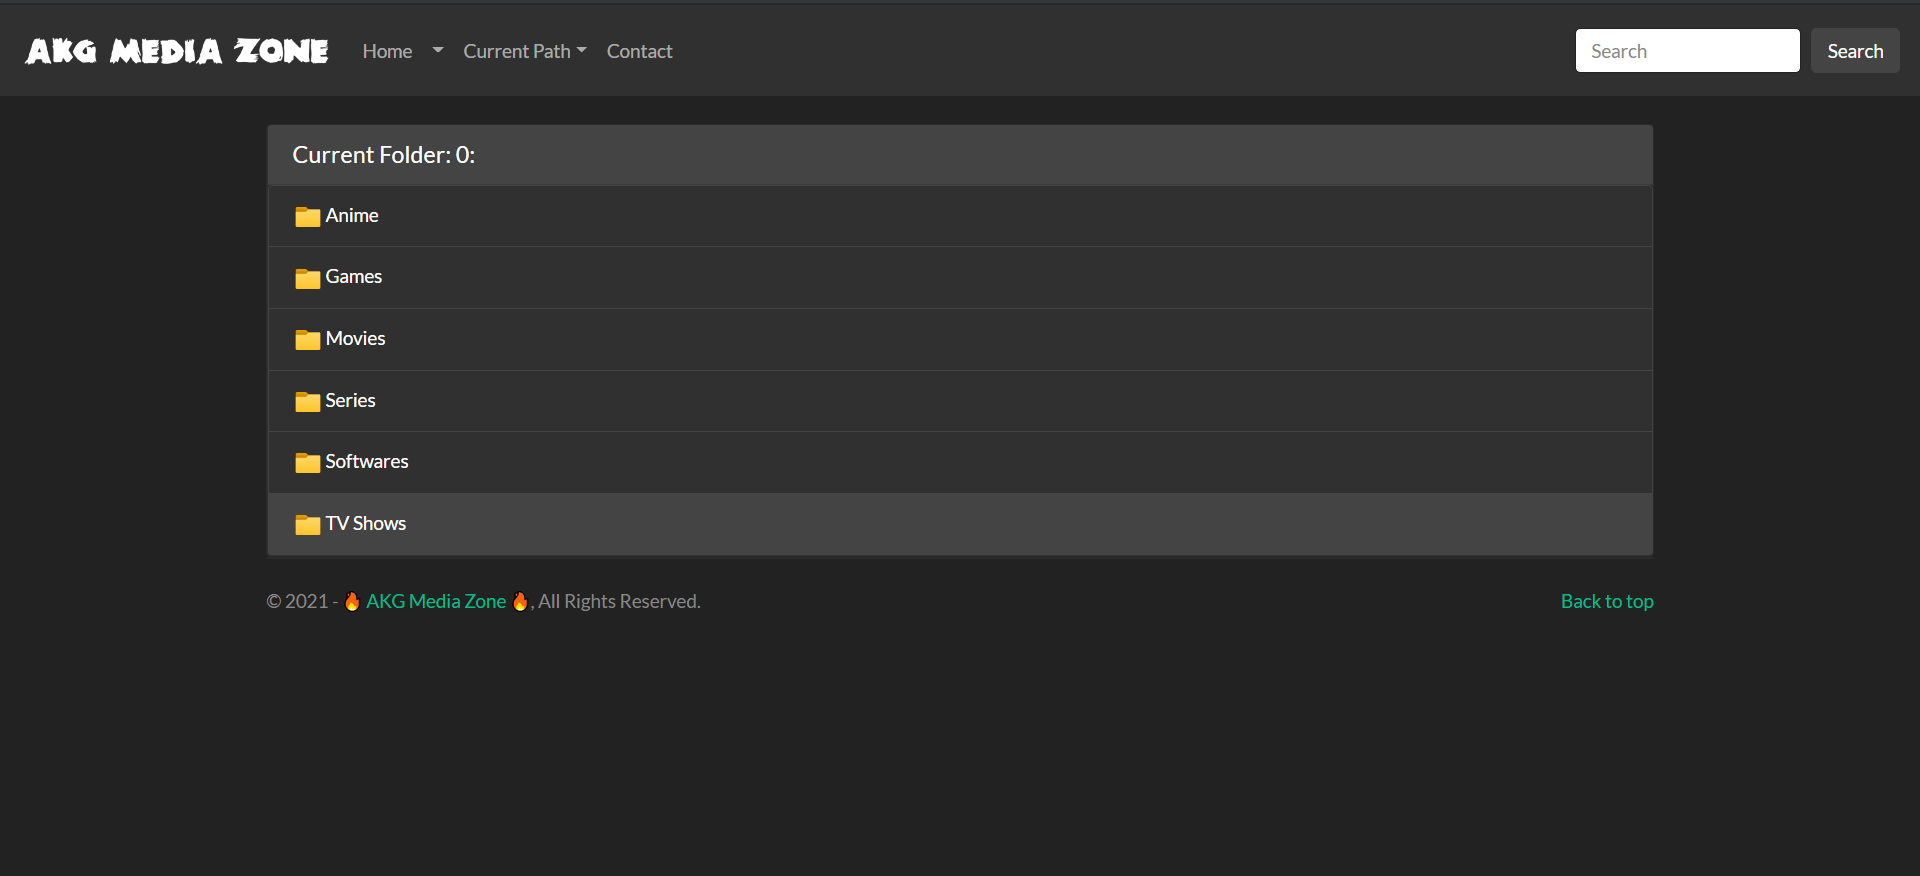 AKG MEDIA ZONE Home Current Path Contact Search Search
Current Folder: 0:
Anime
Games
Movies
Series
Softwares
TV Shows
© 2021 - 🔥 AKG Media Zone 🔥, All Rights Reserved. Back to top